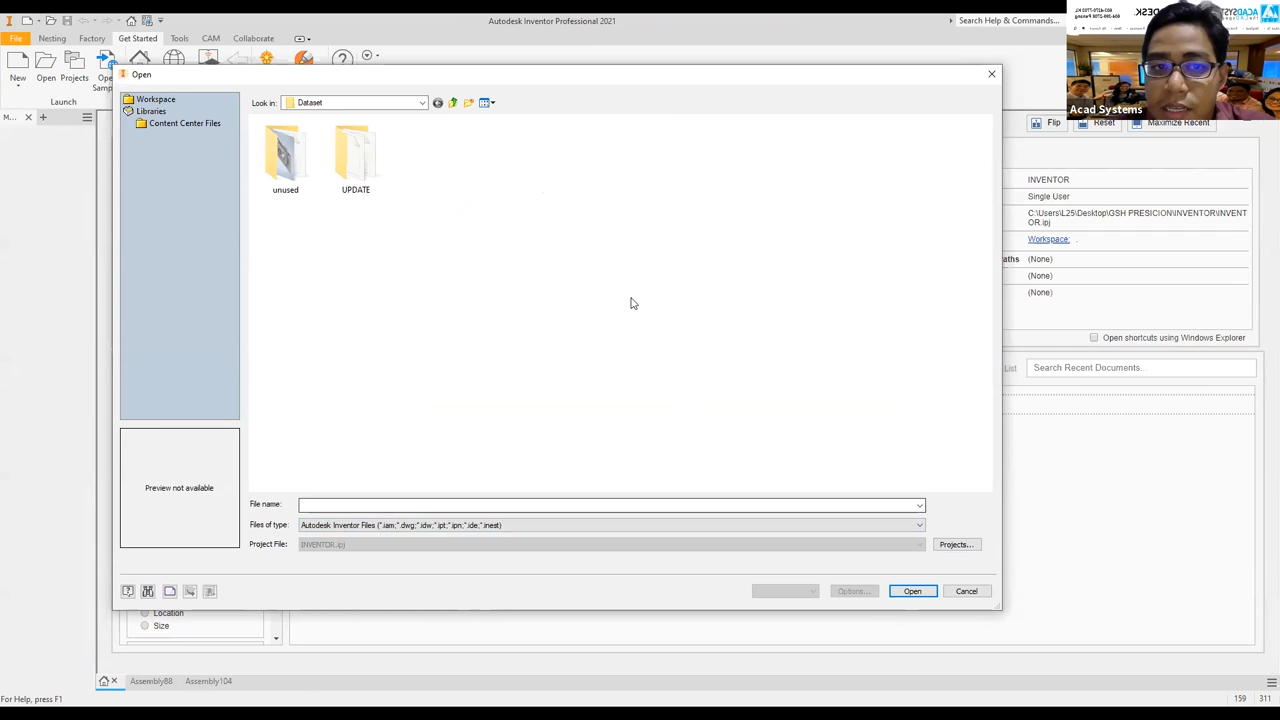 Autodesk Inventor Professional 2021
Search Help & Commands...
File Nesting Factory Get Started Tools CAM Collaborate
New Open Projects
Launch
M...
Open
Workspace
Libraries
Content Center Files
Look in: Dataset
unused
UPDATE
Preview not available
File name:
Files of type: Autodesk Inventor Files (*.iam;*.dwg;*.idw;*.ipt;*.ipn;*.ide;*.inest)
Project File: INVENTOR.ipj
Projects...
Options... Open Cancel
Acad Systems
Flip Reset Maximize Recent
INVENTOR
Single User
C:\Users\L25\Desktop\GSH PRESICION\INVENTOR\INVENT
OR.ipj
Workspace: .
(None)
(None)
(None)
Open shortcuts using Windows Explorer
List Search Recent Documents...
Location
Size
Assembly88 Assembly104
For Help, press F1
159 311